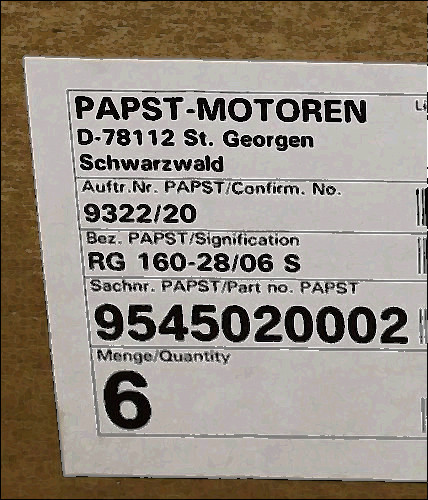 PAPST-MOTOREN
D-78112 St. Georgen
Schwarzwald
Auftr.Nr. PAPST/Confirm. No.
9322/20
Bez. PAPST/Signification
RG 160-28/06 S
Sachnr. PAPST/Part no. PAPST
9545020002
Menge/Quantity
6